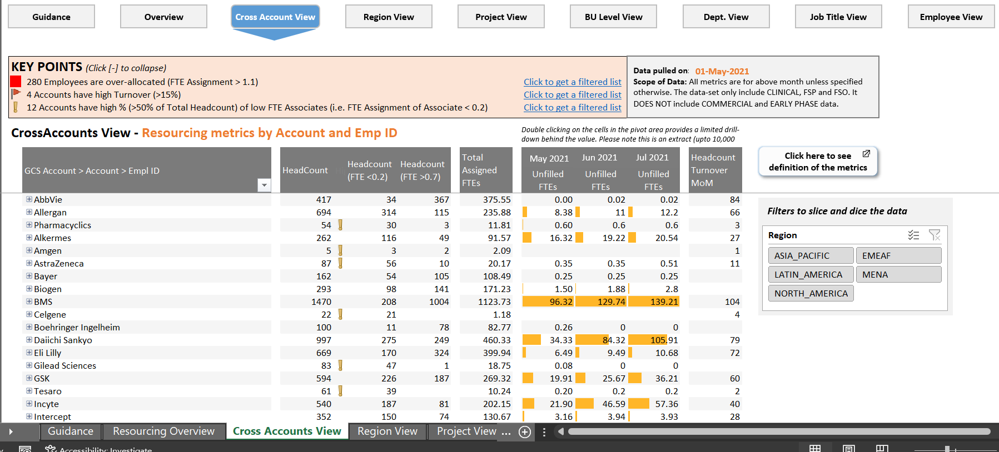 Guidance
Overview
Cross Account View
Region View
Project View
BU Level View
Dept. View
Job Title View
Employee View
KEY POINTS (Click [-] to collapse)
280 Employees are over-allocated (FTE Assignment > 1.1) Click to get a filtered list
4 Accounts have high Turnover (>15%) Click to get a filtered list
12 Accounts have high % (>50% of Total Headcount) of low FTE Associates (i.e. FTE Assignment of Associate < 0.2) Click to get a filtered list
Data pulled on: 01-May-2021
Scope of Data: All metrics are for above month unless specified
otherwise. The data-set only include CLINICAL, FSP and FSO. It
DOES NOT include COMMERCIAL and EARLY PHASE data.
CrossAccounts View - Resourcing metrics by Account and Emp ID
Double clicking on the cells in the pivot area provides a limited drill-
down behind the value. Please note this is an extract (upto 10,000
GCS Account > Account > Empl ID
HeadCount
Headcount
(FTE <0.2)
Headcount
(FTE >0.7)
Total
Assigned
FTEs
May 2021
Unfilled
FTEs
Jun 2021
Unfilled
FTEs
Jul 2021
Unfilled
FTEs
Headcount
Turnover
MoM
Click here to see
definition of the metrics
AbbVie 417 34 367 375.55 0.00 0.02 0.02 84
Allergan 694 314 115 235.88 8.38 11 12.2 66
Pharmacyclics 54 30 3 11.81 0.60 0.6 0.6 3
Alkermes 262 116 49 91.57 16.32 19.22 20.54 27
Amgen 5 3 2 2.09 1
AstraZeneca 87 56 10 20.17 0.35 0.35 0.51 11
Bayer 162 54 105 108.49 0.25 0.25 0.25
Biogen 293 98 141 171.23 1.50 1.88 2.8
BMS 1470 208 1004 1123.73 96.32 129.74 139.21 104
Celgene 22 21 1.18 4
Boehringer Ingelheim 100 11 78 82.77 0.26 0 0
Daiichi Sankyo 997 275 249 460.33 34.33 84.32 105.91 79
Eli Lilly 669 170 324 399.94 6.49 9.49 10.68 72
Gilead Sciences 83 47 1 18.75 0.08 0 0
GSK 594 226 187 269.32 19.91 25.67 36.21 60
Tesaro 61 39 10.24 0.20 0.2 0.2 2
Incyte 540 187 81 202.15 21.90 46.59 57.36 40
Intercept 352 150 74 130.67 3.16 3.94 3.93 28
Filters to slice and dice the data
Region
ASIA_PACIFIC
EMEAF
LATIN_AMERICA
MENA
NORTH_AMERICA
Guidance
Resourcing Overview
Cross Accounts View
Region View
Project View ...
Accessibility: Investigate